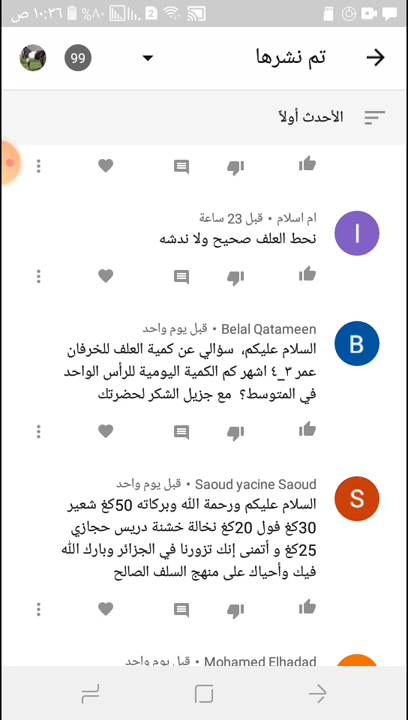 ١٠:٣٦ ص
%٨٠
2
تم نشرها
99
الأحدث أولاً
ام اسلام • قبل 23 ساعة
I
نحط العلف صحيح ولا ندشه
Belal Qatameen • قبل يوم واحد
B
السلام عليكم، سؤالي عن كمية العلف للخرفان
عمر ٣_٤ اشهر كم الكمية اليومية للرأس الواحد
في المتوسط؟ مع جزيل الشكر لحضرتك
Saoud yacine Saoud • قبل يوم واحد
S
السلام عليكم ورحمة الله وبركاته 50كغ شعير
30كغ فول 20كغ نخالة خشنة دريس حجازي
25كغ و أتمنى إنك تزورنا في الجزائر وبارك الله
فيك وأحياك على منهج السلف الصالح
Mohamed Elhadad • قبل يوم واحد